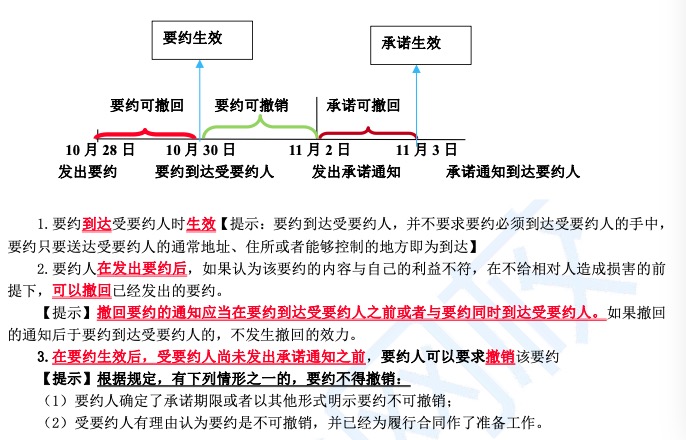 要约生效
承诺生效
要约可撤回 要约可撤销 承诺可撤回
10月28日 10月30日 11月2日 11月3日
发出要约 要约到达受要约人 发出承诺通知 承诺通知到达要约人
1.要约到达受要约人时生效【提示：要约到达受要约人，并不要求要约必须到达受要约人的手中，
要约只要送达受要约人的通常地址、住所或者能够控制的地方即为到达】
2.要约人在发出要约后，如果认为该要约的内容与自己的利益不符，在不给相对人造成损害的前
提下，可以撤回已经发出的要约。
【提示】撤回要约的通知应当在要约到达受要约人之前或者与要约同时到达受要约人。如果撤回
的通知后于要约到达受要约人的，不发生撤回的效力。
3.在要约生效后，受要约人尚未发出承诺通知之前，要约人可以要求撤销该要约
【提示】根据规定，有下列情形之一的，要约不得撤销：
（1）要约人确定了承诺期限或者以其他形式明示要约不可撤销；
（2）受要约人有理由认为要约是不可撤销，并已经为履行合同作了准备工作。